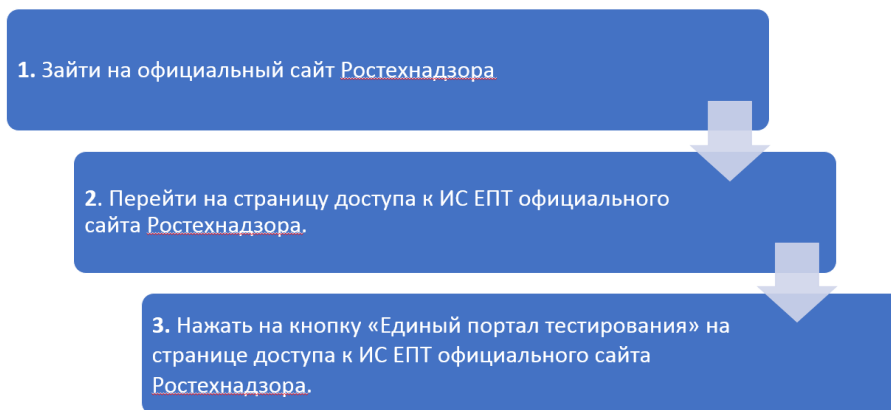 1. Зайти на официальный сайт Ростехнадзора
2. Перейти на страницу доступа к ИС ЕПТ официального
сайта Ростехнадзора.
3. Нажать на кнопку «Единый портал тестирования» на
странице доступа к ИС ЕПТ официального сайта
Ростехнадзора.